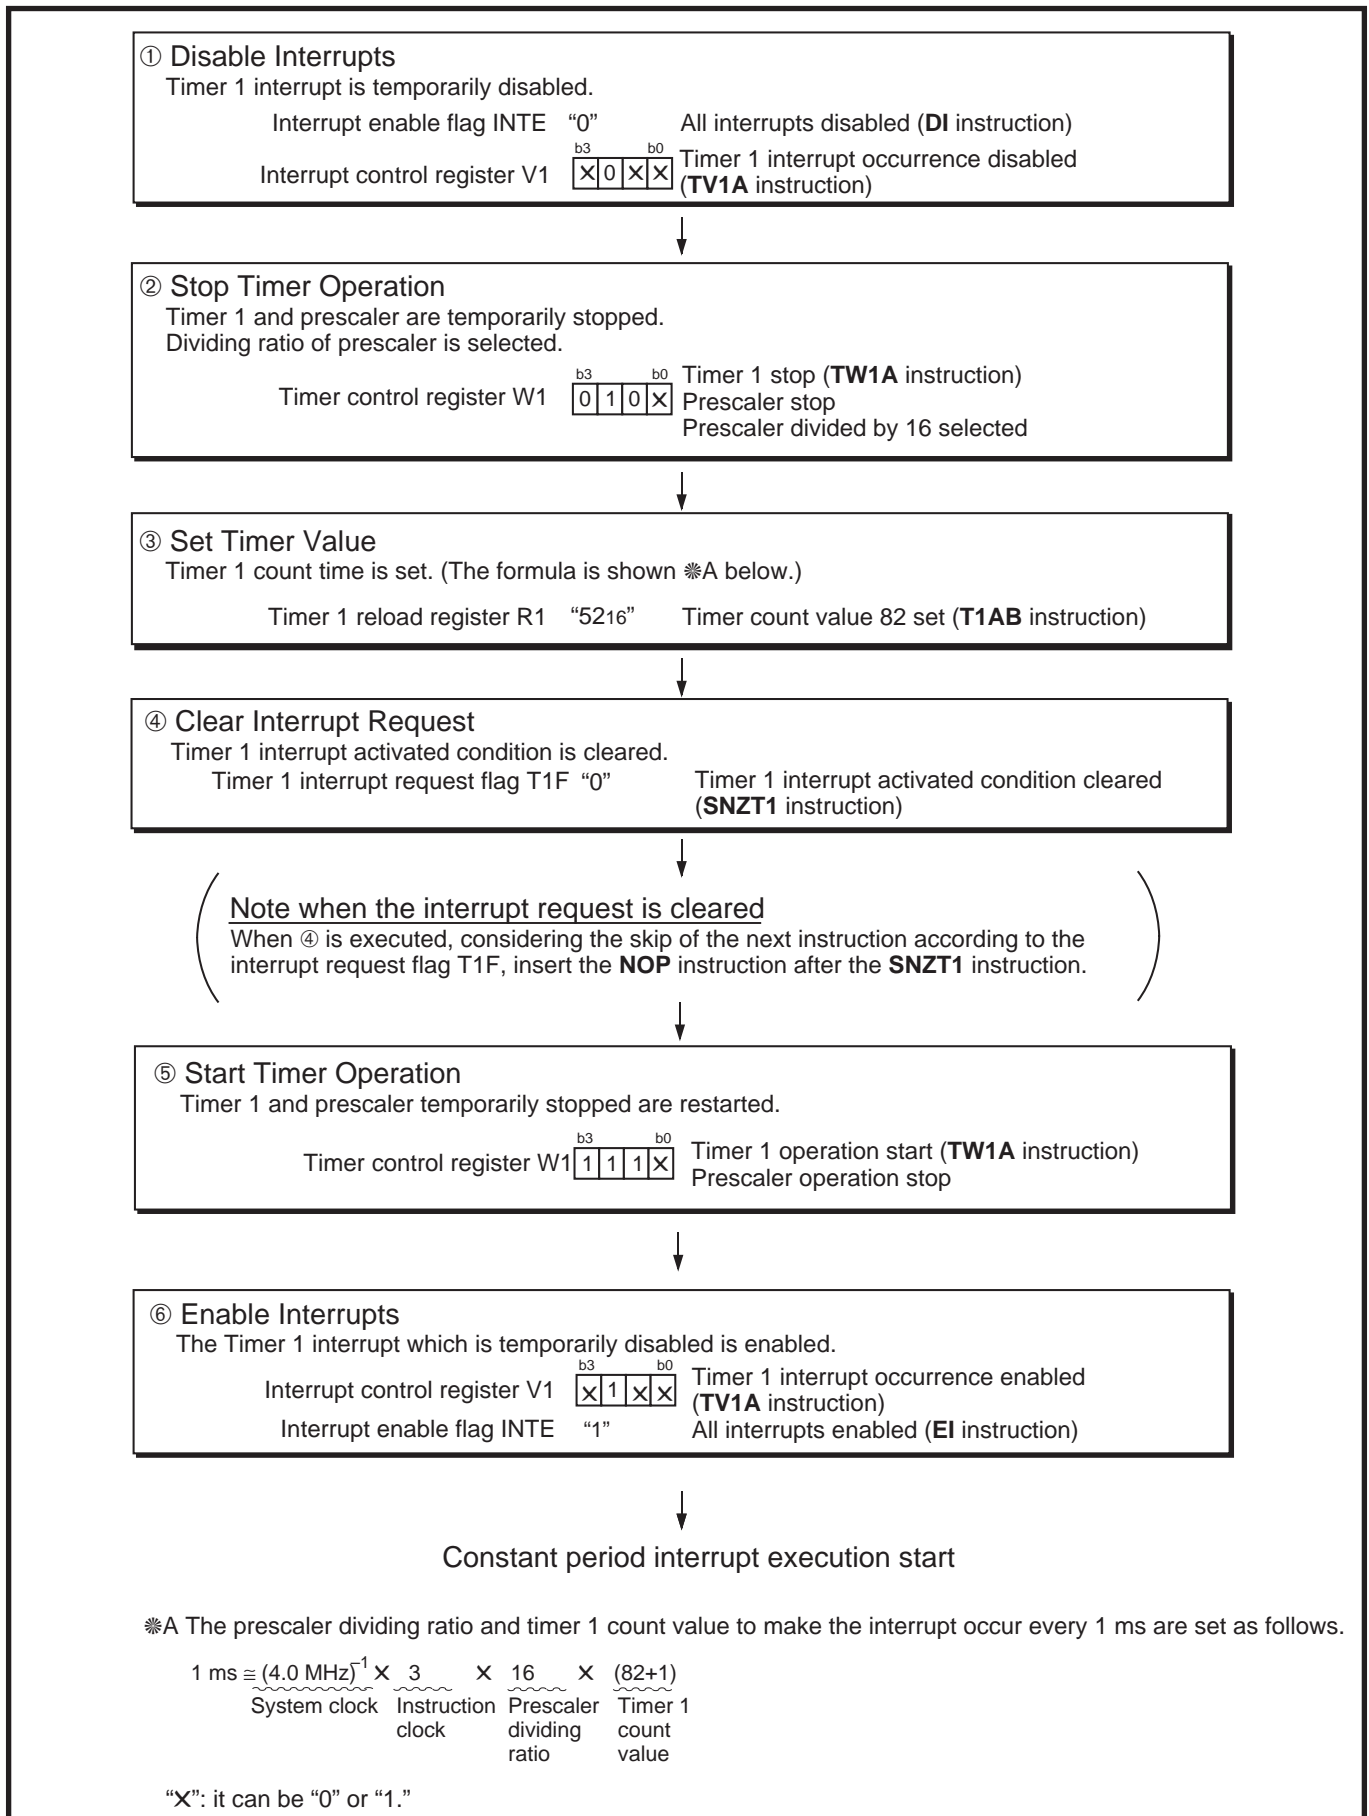 ① Disable Interrupts
Timer 1 interrupt is temporarily disabled.
Interrupt enable flag INTE “0” All interrupts disabled (DI instruction)
b3 b0
Interrupt control register V1 X 0 X X Timer 1 interrupt occurrence disabled
(TV1A instruction)
② Stop Timer Operation
Timer 1 and prescaler are temporarily stopped.
Dividing ratio of prescaler is selected.
b3 b0
Timer control register W1 0 1 0 X Timer 1 stop (TW1A instruction)
Prescaler stop
Prescaler divided by 16 selected
③ Set Timer Value
Timer 1 count time is set. (The formula is shown ❊A below.)
Timer 1 reload register R1 “5216” Timer count value 82 set (T1AB instruction)
④ Clear Interrupt Request
Timer 1 interrupt activated condition is cleared.
Timer 1 interrupt request flag T1F “0” Timer 1 interrupt activated condition cleared
(SNZT1 instruction)
Note when the interrupt request is cleared
When ④ is executed, considering the skip of the next instruction according to the
interrupt request flag T1F, insert the NOP instruction after the SNZT1 instruction.
⑤ Start Timer Operation
Timer 1 and prescaler temporarily stopped are restarted.
b3 b0
Timer control register W1 1 1 1 X Timer 1 operation start (TW1A instruction)
Prescaler operation stop
⑥ Enable Interrupts
The Timer 1 interrupt which is temporarily disabled is enabled.
b3 b0
Interrupt control register V1 X 1 X X Timer 1 interrupt occurrence enabled
(TV1A instruction)
Interrupt enable flag INTE “1” All interrupts enabled (EI instruction)
Constant period interrupt execution start
❊A The prescaler dividing ratio and timer 1 count value to make the interrupt occur every 1 ms are set as follows.
1 ms ≅ (4.0 MHz)⁻¹ X 3 X 16 X (82+1)
System clock Instruction Prescaler Timer 1
clock dividing count
ratio value
“X”: it can be “0” or “1.”